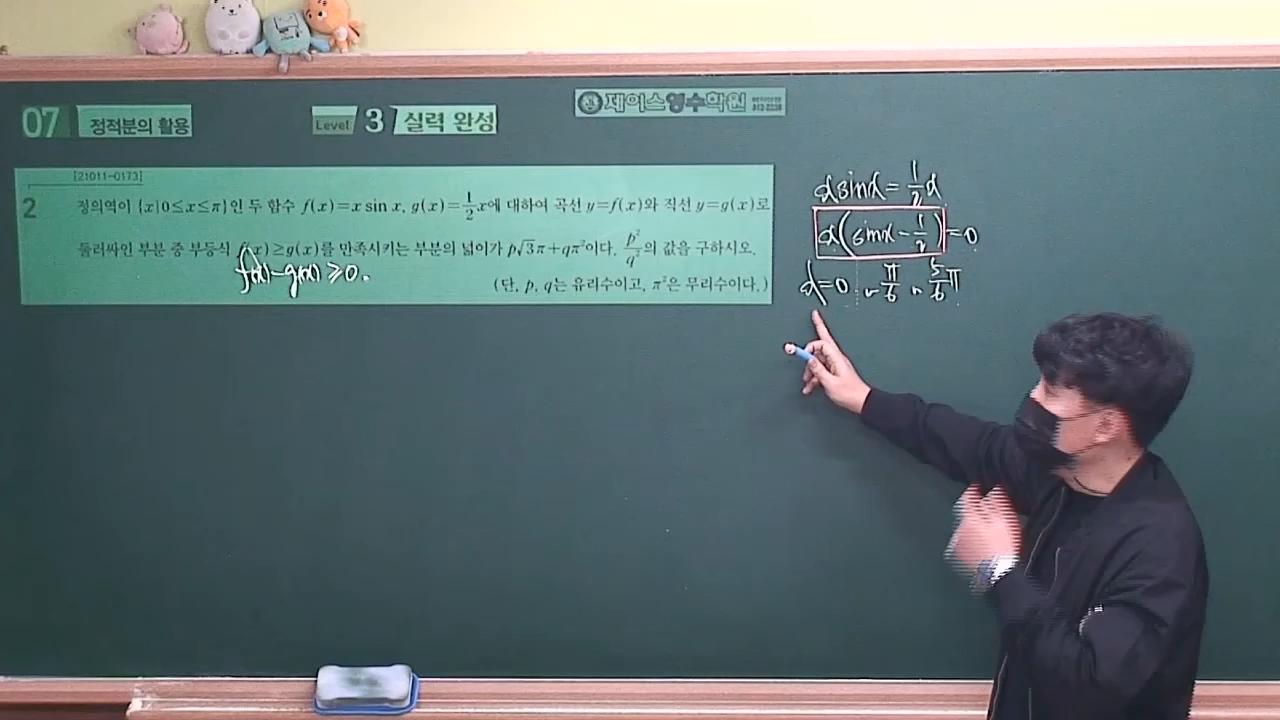 07 정적분의 활용
Level 3 실력 완성
제이스영수학원
[21011-0173]
2 정의역이 {x|0≤x≤π}인 두 함수 f(x)=x sin x, g(x)=1/2x에 대하여 곡선 y=f(x)와 직선 y=g(x)로
둘러싸인 부분 중 부등식 f(x)≥g(x)를 만족시키는 부분의 넓이가 p√3π+qπ²이다. p²/q²의 값을 구하시오.
(단, p, q는 유리수이고, π²은 무리수이다.)
f(x)-g(x)≥0.
x sinx = 1/2 x
x(sinx - 1/2) = 0
x=0 π/6 5/6 π